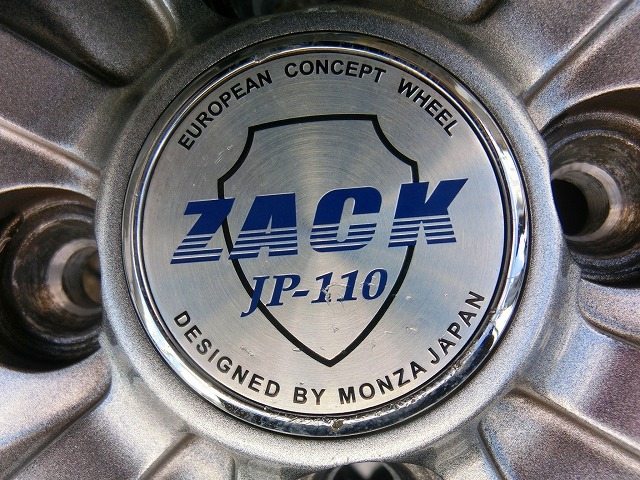 EUROPEAN CONCEPT WHEEL
ZACK
JP-110
DESIGNED BY MONZA JAPAN